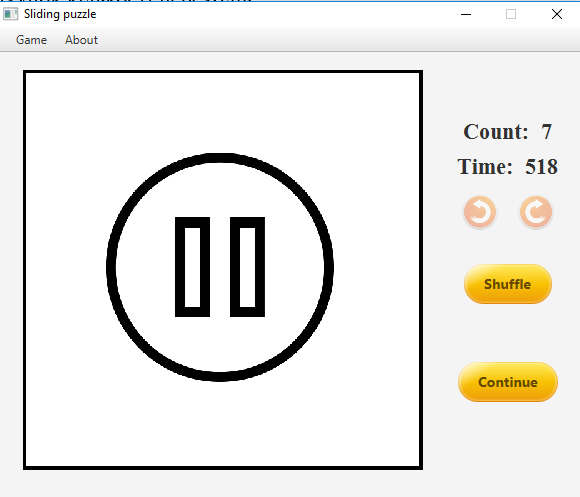 Sliding puzzle
Game About
Count: 7
Time: 518
Shuffle
Continue